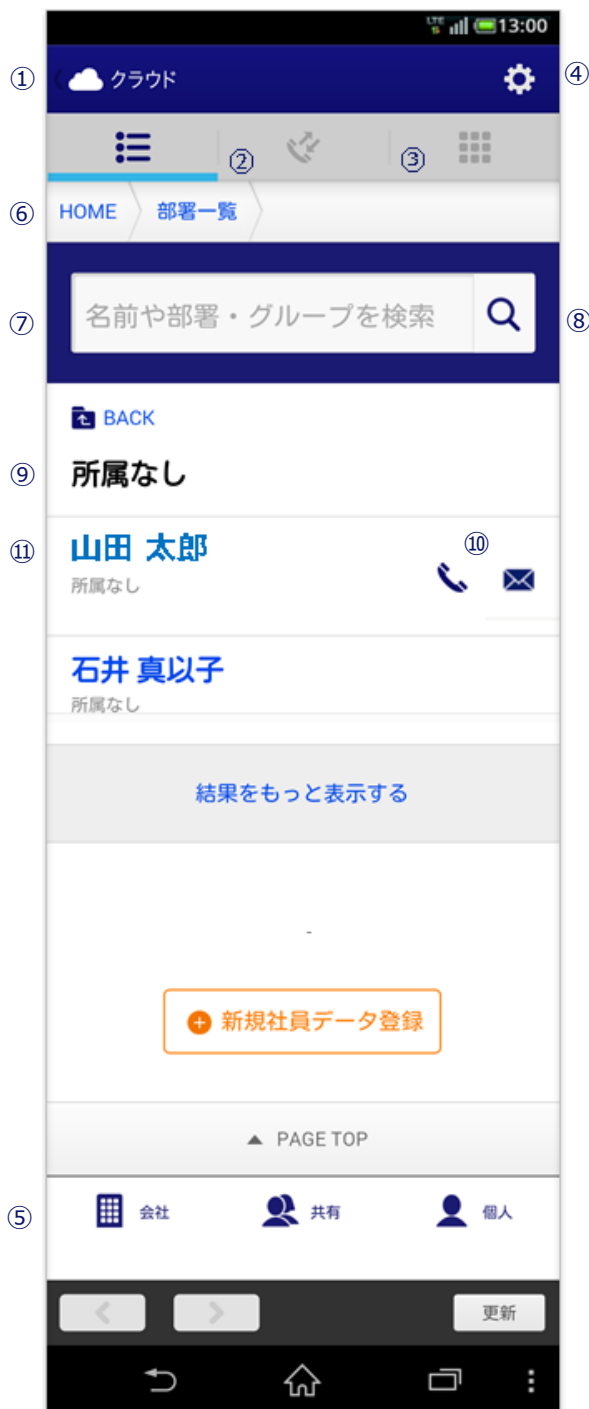 LTE 13:00
① クラウド ④
② ③
⑥ HOME 部署一覧
⑦ 名前や部署・グループを検索 ⑧
BACK
⑨ 所属なし
⑪ 山田 太郎 ⑩
所属なし
石井 真以子
所属なし
結果をもっと表示する
-
新規社員データ登録
▲ PAGE TOP
⑤ 会社 共有 個人
更新